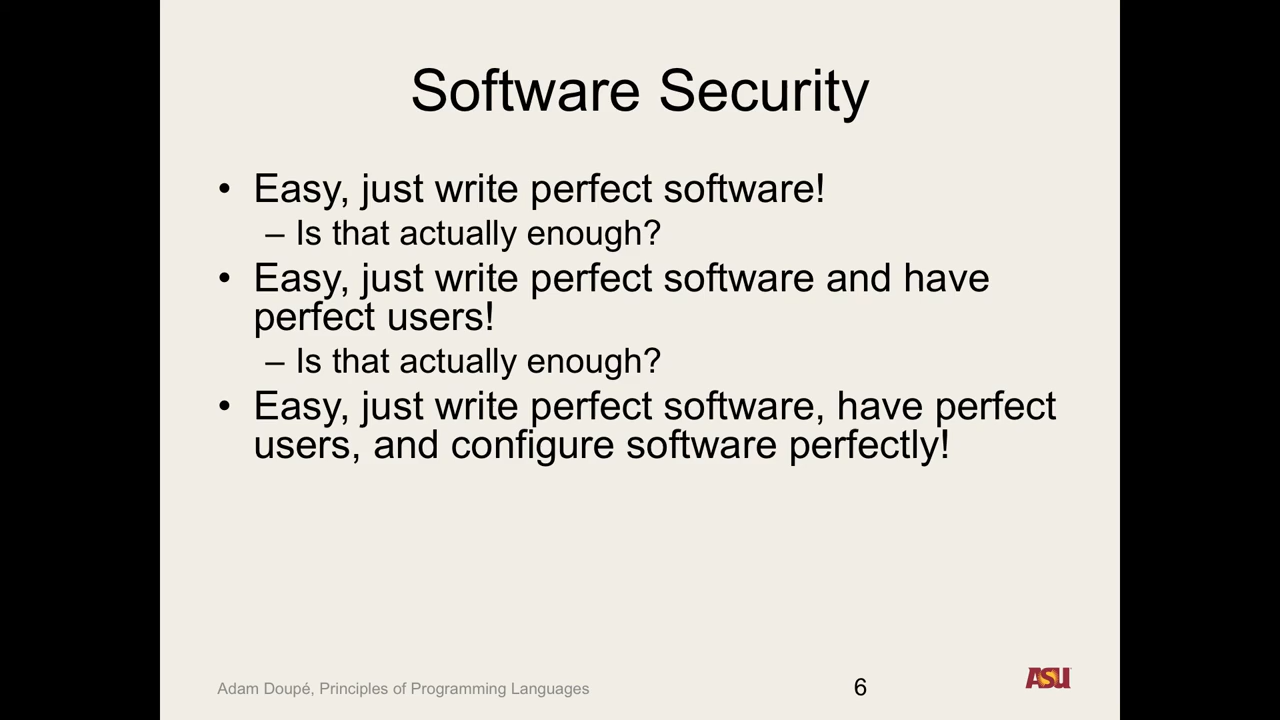 Software Security
• Easy, just write perfect software!
– Is that actually enough?
• Easy, just write perfect software and have
perfect users!
– Is that actually enough?
• Easy, just write perfect software, have perfect
users, and configure software perfectly!
Adam Doupé, Principles of Programming Languages
6
ASU